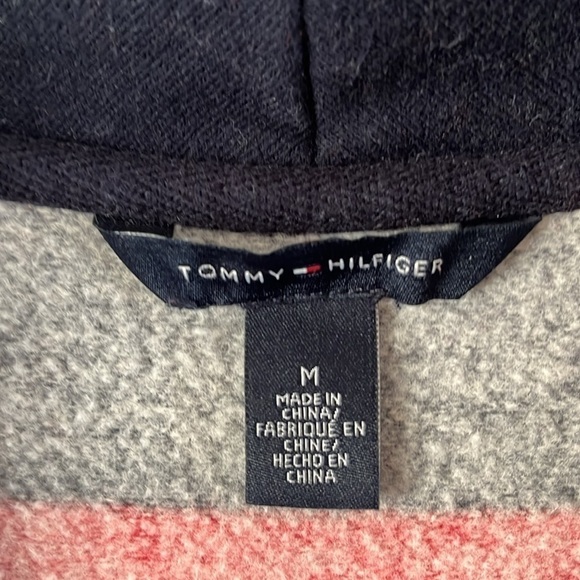 TOMMY HILFIGER
M
MADE IN
CHINA/
FABRIQUÉ EN
CHINE/
HECHO EN
CHINA